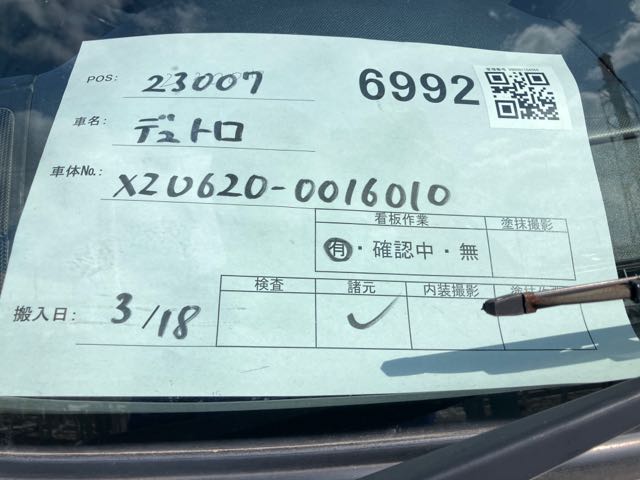 POS: 23007
6992
車名: デュトロ
車体No.: XZU620-0016010
看板作業 塗抹撮影
有・確認中・無
検査 諸元 内装撮影
搬入日: 3/18 ✓